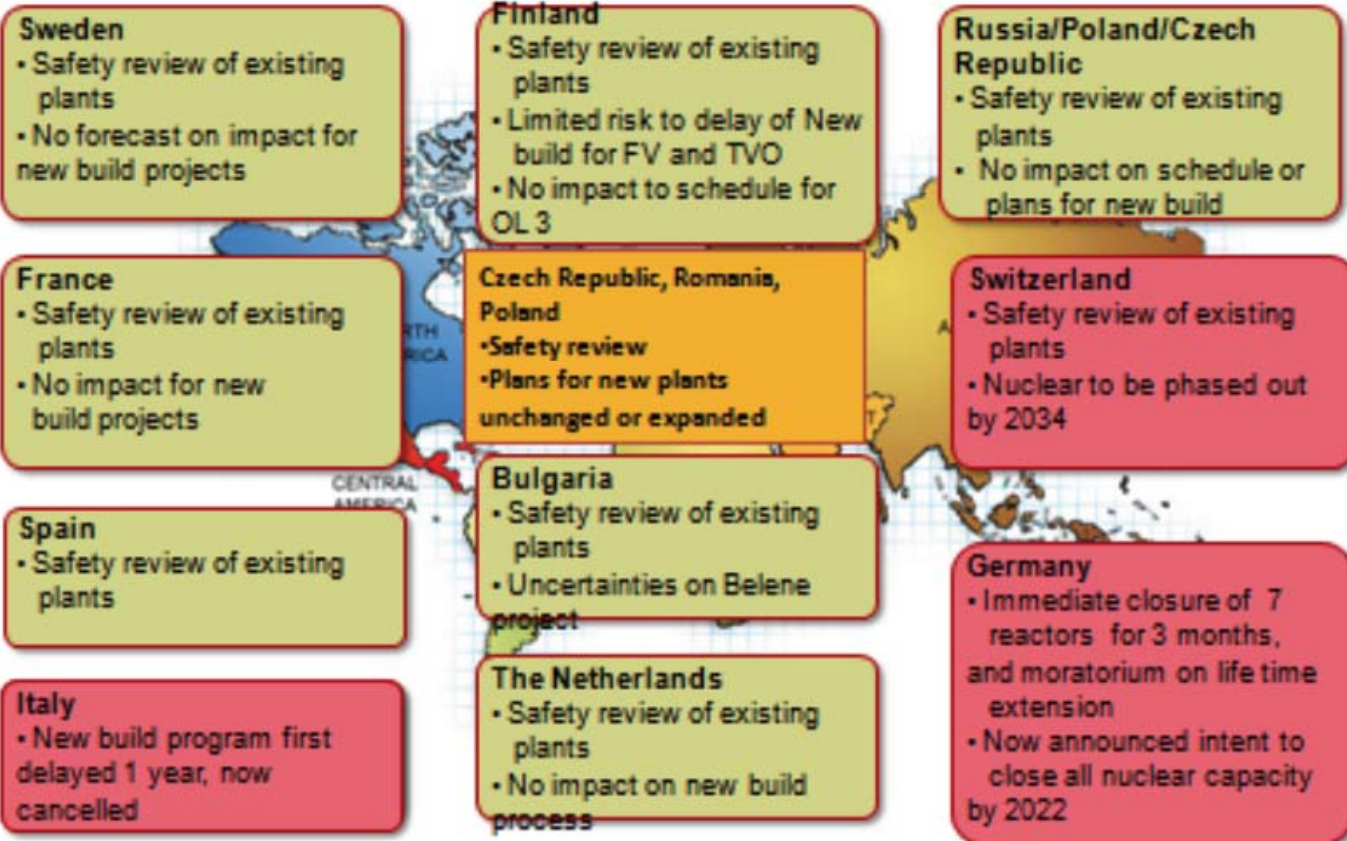 Sweden
• Safety review of existing
plants
• No forecast on impact for
new build projects
Finland
• Safety review of existing
plants
• Limited risk to delay of New
build for FV and TVO
• No impact to schedule for
OL 3
Russia/Poland/Czech
Republic
• Safety review of existing
plants
• No impact on schedule or
plans for new build
France
• Safety review of existing
plants
• No impact for new
build projects
RTH
RICA
Czech Republic, Romania,
Poland
•Safety review
•Plans for new plants
unchanged or expanded
A
Switzerland
• Safety review of existing
plants
• Nuclear to be phased out
by 2034
CENTRAL
AMERICA
Spain
• Safety review of existing
plants
Bulgaria
• Safety review of existing
plants
• Uncertainties on Belene
project
Germany
• Immediate closure of 7
reactors for 3 months,
and moratorium on life time
extension
• Now announced intent to
close all nuclear capacity
by 2022
Italy
• New build program first
delayed 1 year, now
cancelled
The Netherlands
• Safety review of existing
plants
• No impact on new build
process